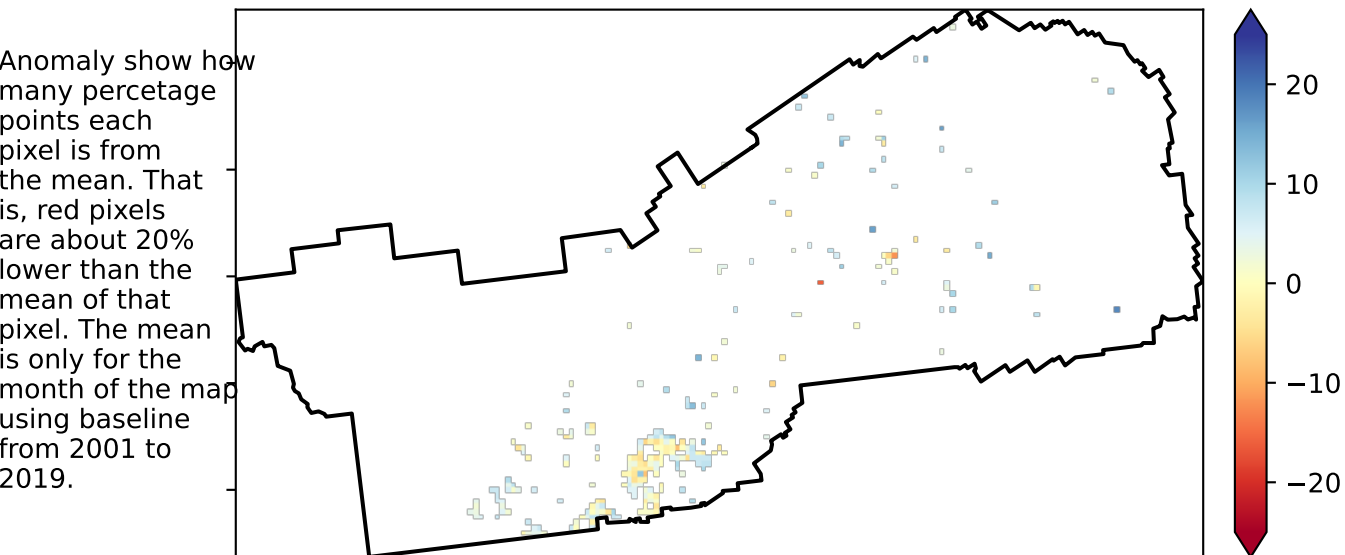 Anomaly show how
many percetage
points each
pixel is from
the mean. That
is, red pixels
are about 20%
lower than the
mean of that
pixel. The mean
is only for the
month of the map
using baseline
from 2001 to
2019.
20
10
0
−10
−20